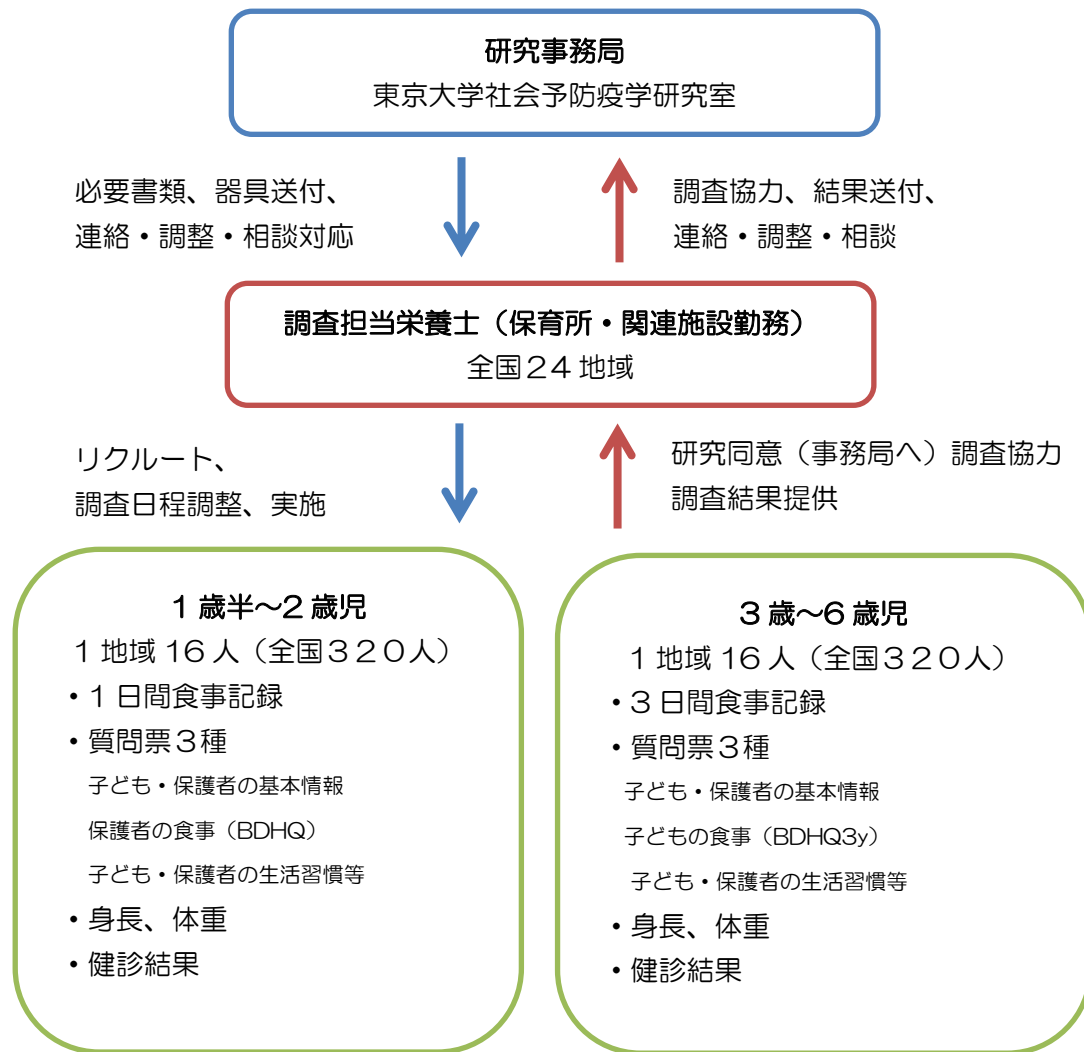 研究事務局
東京大学社会予防疫学研究室
必要書類、器具送付、
連絡・調整・相談対応
調査協力、結果送付、
連絡・調整・相談
調査担当栄養士（保育所・関連施設勤務）
全国２４地域
リクルート、
調査日程調整、実施
研究同意（事務局へ）調査協力
調査結果提供
１歳半～２歳児
１地域 16 人（全国３２０人）
・１日間食事記録
・質問票３種
子ども・保護者の基本情報
保護者の食事（BDHQ）
子ども・保護者の生活習慣等
・身長、体重
・健診結果
３歳～６歳児
１地域 16 人（全国３２０人）
・３日間食事記録
・質問票３種
子ども・保護者の基本情報
子どもの食事（BDHQ3y）
子ども・保護者の生活習慣等
・身長、体重
・健診結果